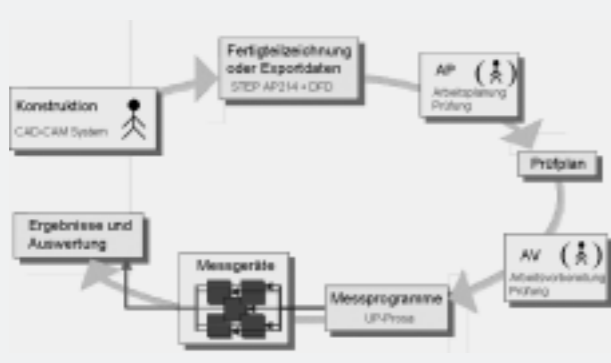 Fertigteilzeichnung
oder Exportdaten
STEP AP214 + DFD
AP
Arbeitsplanung
Prüfung
Konstruktion
CAD-CAM System
Prüfplan
Ergebnisse und
Auswertung
AV
Arbeitsvorbereitung
Prüfung
Messgeräte
Messprogramme
UP-Prosa